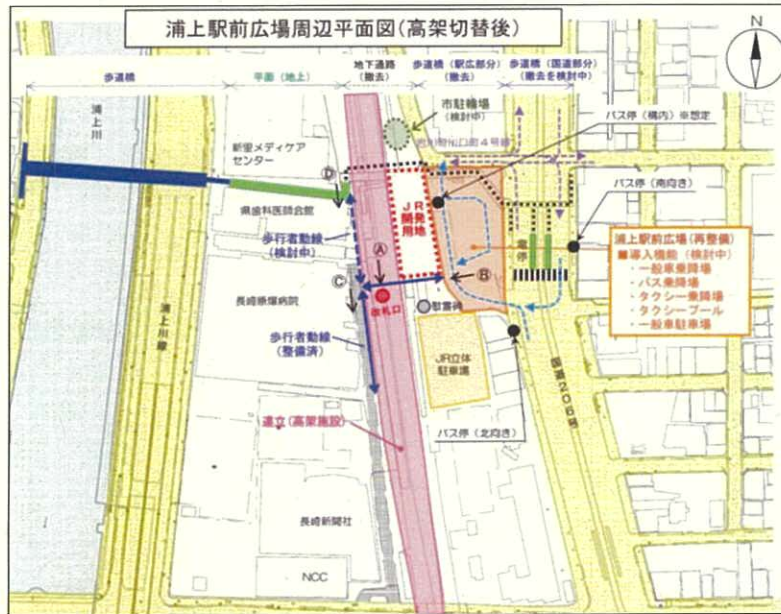 浦上駅前広場周辺平面図(高架切替後)
N
歩道橋
平面(地上)
地下通路
(撤去)
歩道橋(駅広部分)
(撤去)
歩道橋(国道部分)
(撤去を検討中)
浦上川
市駐輪場
(検討中)
バス停(構内)※想定
新里メディケア
センター
D
県歯科医師会館
JR
開発
用地
バス停(南向き)
歩行者動線
(検討中)
A
B
電停
浦上駅前広場(再整備)
■導入機能(検討中)
・一般車乗降場
・バス乗降場
・タクシー乗降場
・タクシープール
・一般車駐車場
C
長崎原爆病院
改札口
慰霊碑
浦上川線
歩行者動線
(整備済)
JR立体
駐車場
国道206号
連立(高架施設)
バス停(北向き)
長崎新聞社
NCC